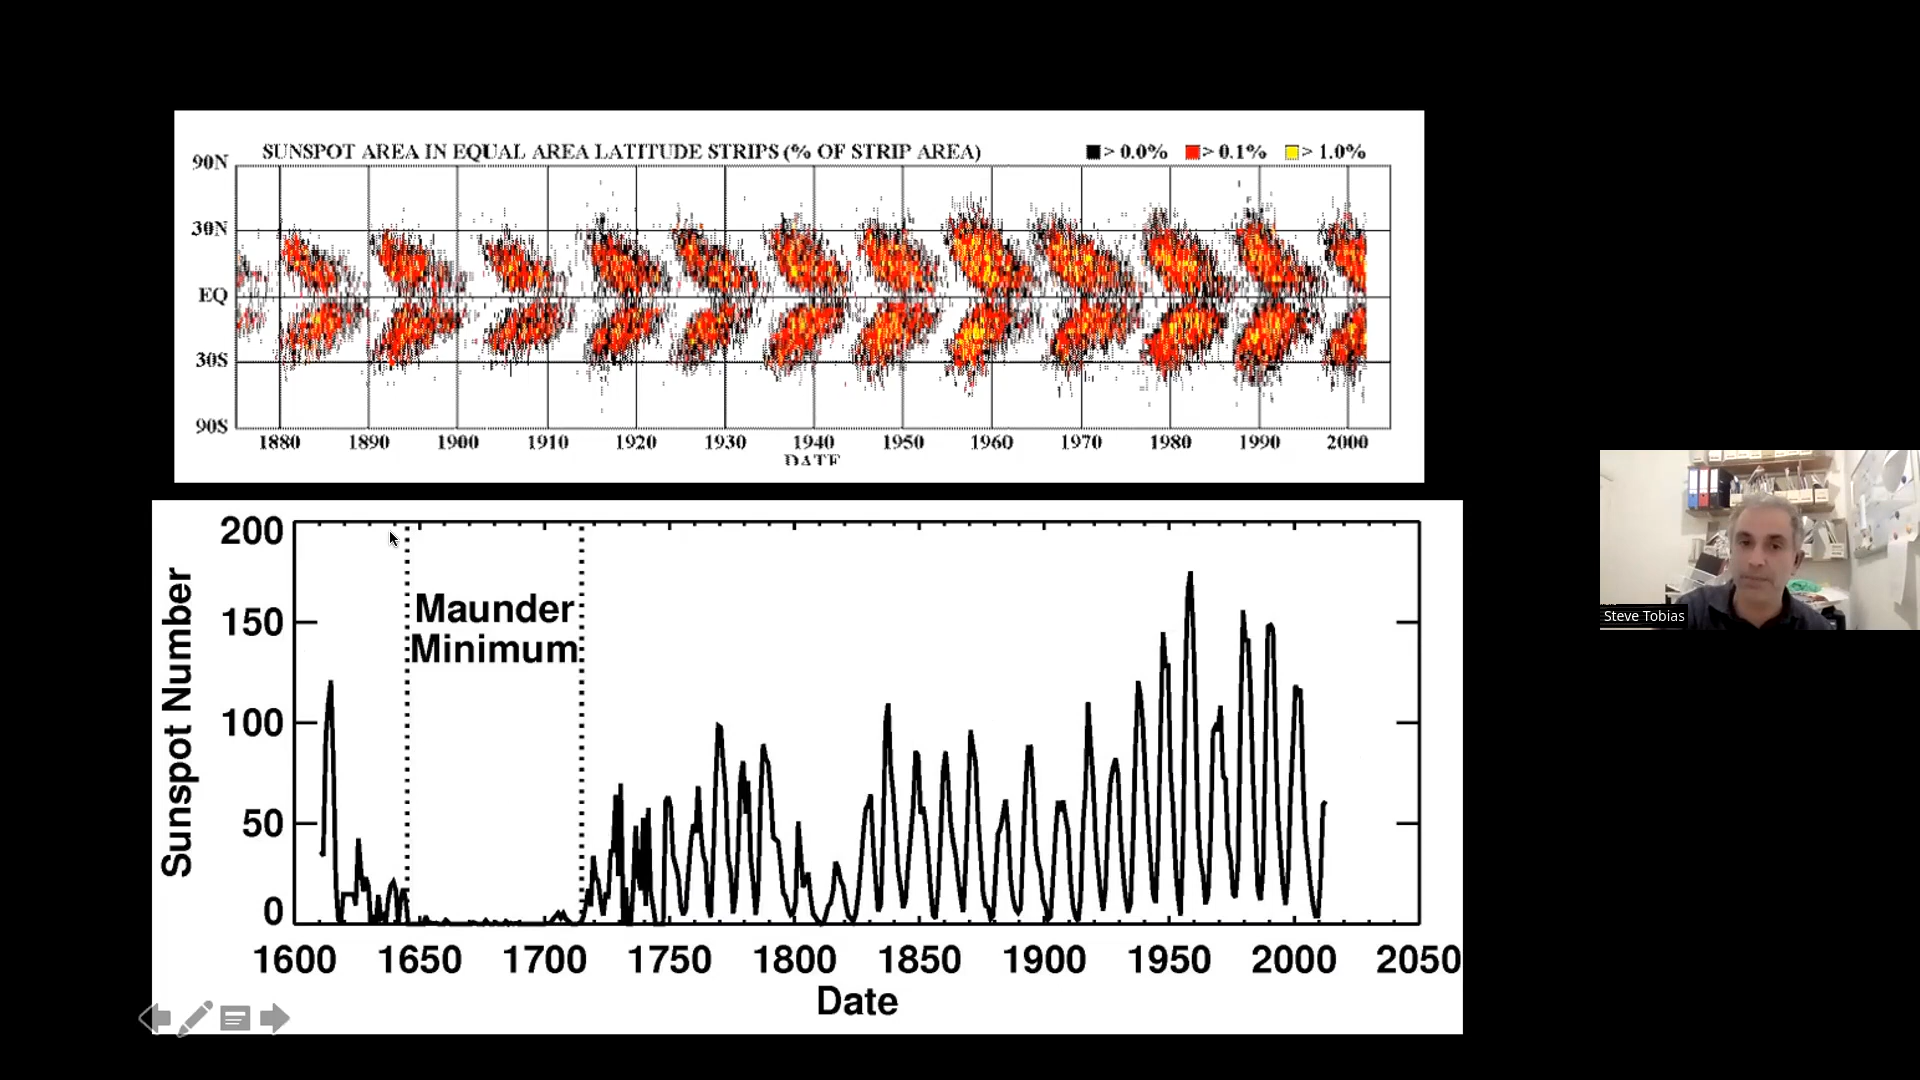 SUNSPOT AREA IN EQUAL AREA LATITUDE STRIPS (% OF STRIP AREA) > 0.0% > 0.1% > 1.0%
90N
30N
EQ
30S
90S
1880 1890 1900 1910 1920 1930 1940 1950 1960 1970 1980 1990 2000
DATE
200
150
100
50
0
Sunspot Number
Maunder
Minimum
1600 1650 1700 1750 1800 1850 1900 1950 2000 2050
Date
Steve Tobias